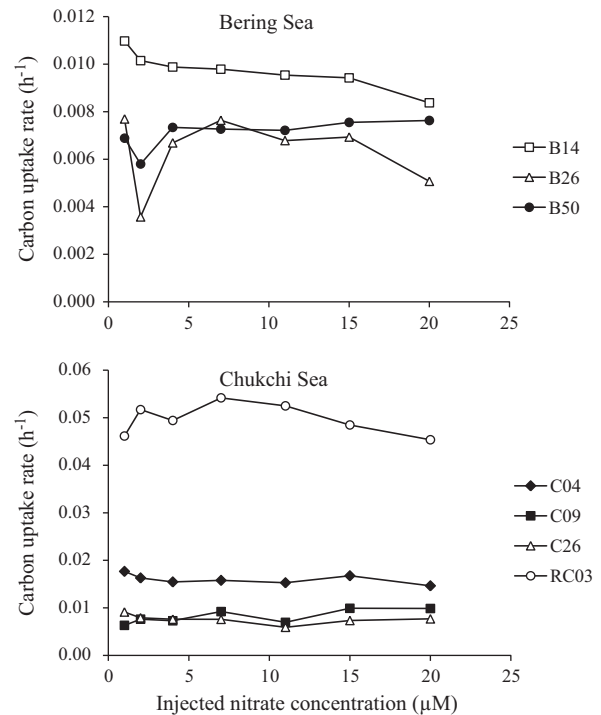 Bering Sea
Carbon uptake rate (h⁻¹)
0.012
0.010
0.008
0.006
0.004
0.002
0.000
0 5 10 15 20 25
B14
B26
B50
Chukchi Sea
Carbon uptake rate (h⁻¹)
0.06
0.05
0.04
0.03
0.02
0.01
0.00
0 5 10 15 20 25
C04
C09
C26
RC03
Injected nitrate concentration (µM)